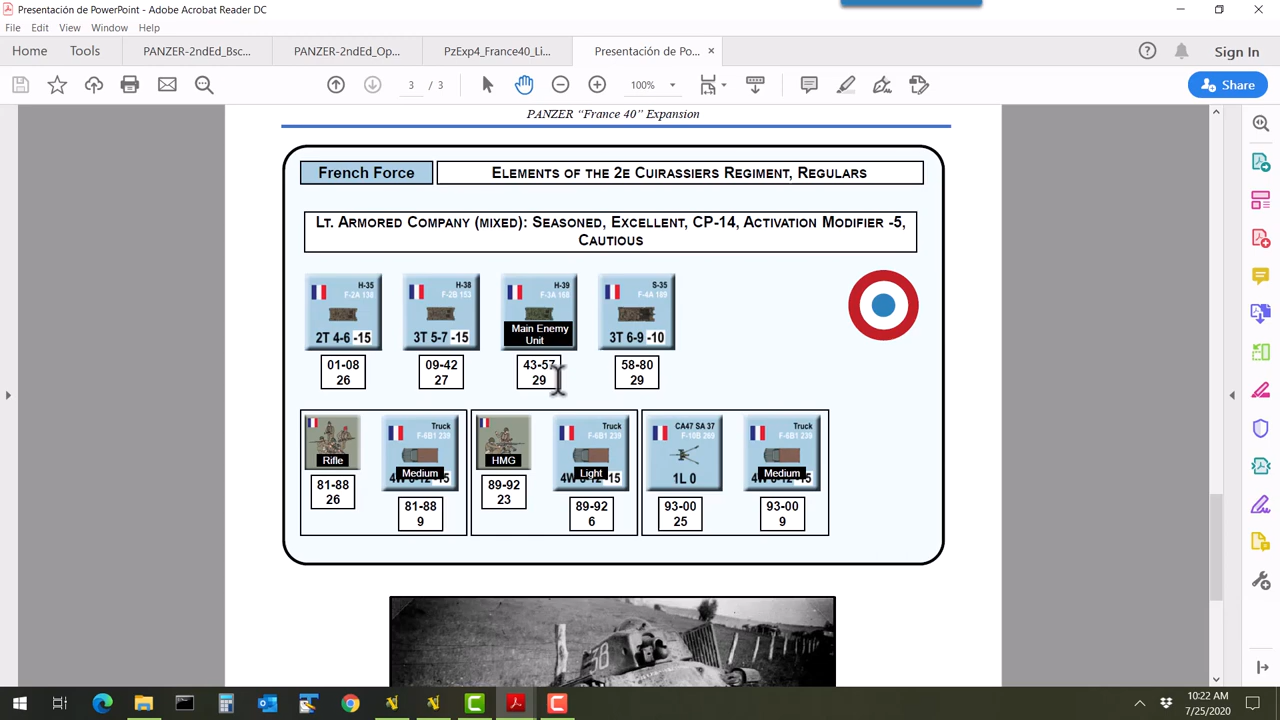 Presentación de PowerPoint - Adobe Acrobat Reader DC
File Edit View Window Help
Home Tools PANZER-2ndEd_Bsc... PANZER-2ndEd_Op... PzExp4_France40_Li... Presentación de Po... × Sign In
3 / 3 100% Share
PANZER “France 40” Expansion
French Force
ELEMENTS OF THE 2E CUIRASSIERS REGIMENT, REGULARS
LT. ARMORED COMPANY (MIXED): SEASONED, EXCELLENT, CP-14, ACTIVATION MODIFIER -5,
CAUTIOUS
H-35
F-2A 138
2T 4-6 -15
01-08
26
H-38
F-2B 153
3T 5-7 -15
09-42
27
H-39
F-3A 168
Main Enemy
Unit
43-57
29
S-35
F-4A 189
3T 6-9 -10
58-80
29
Rifle
81-88
26
Truck
F-6B1 239
Medium
81-88
9
HMG
89-92
23
Truck
F-6B1 239
Light
89-92
6
CA47 SA 37
F-10B 269
1L 0
93-00
25
Truck
F-6B1 239
Medium
93-00
9
58
10:22 AM
7/25/2020